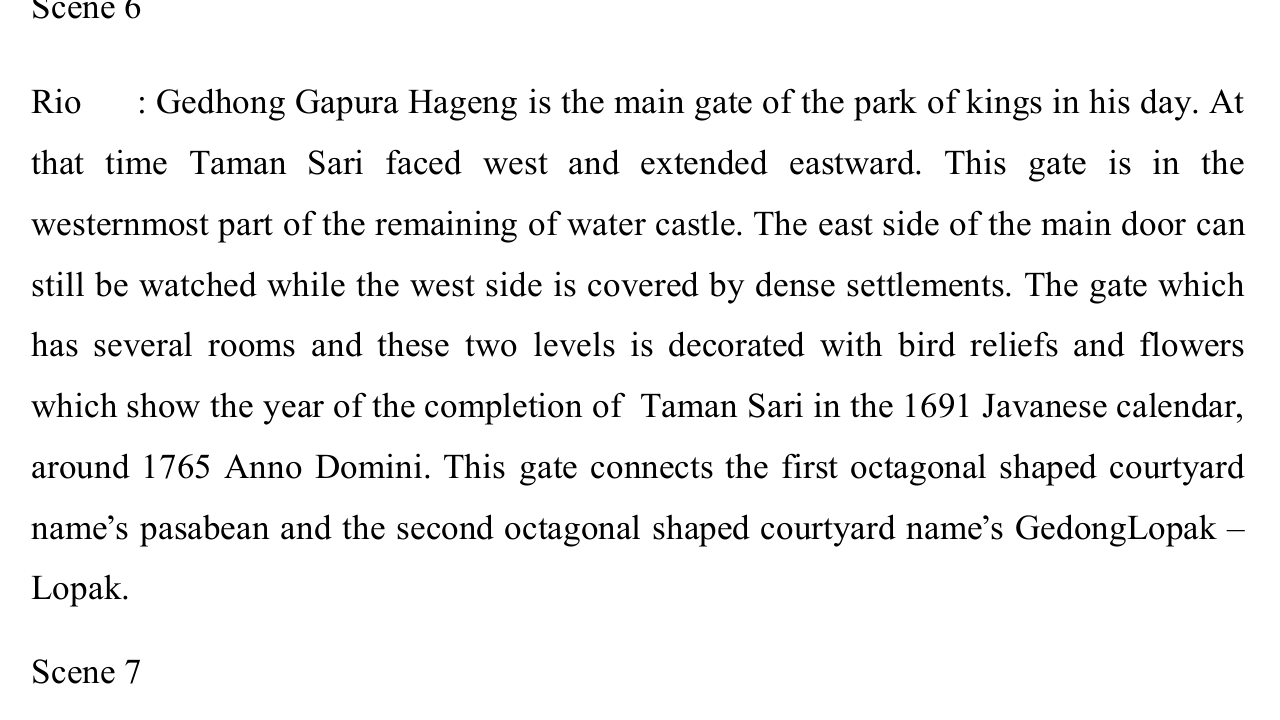 Scene 6
Rio : Gedhong Gapura Hageng is the main gate of the park of kings in his day. At
that time Taman Sari faced west and extended eastward. This gate is in the
westernmost part of the remaining of water castle. The east side of the main door can
still be watched while the west side is covered by dense settlements. The gate which
has several rooms and these two levels is decorated with bird reliefs and flowers
which show the year of the completion of  Taman Sari in the 1691 Javanese calendar,
around 1765 Anno Domini. This gate connects the first octagonal shaped courtyard
name’s pasabean and the second octagonal shaped courtyard name’s GedongLopak –
Lopak.
Scene 7